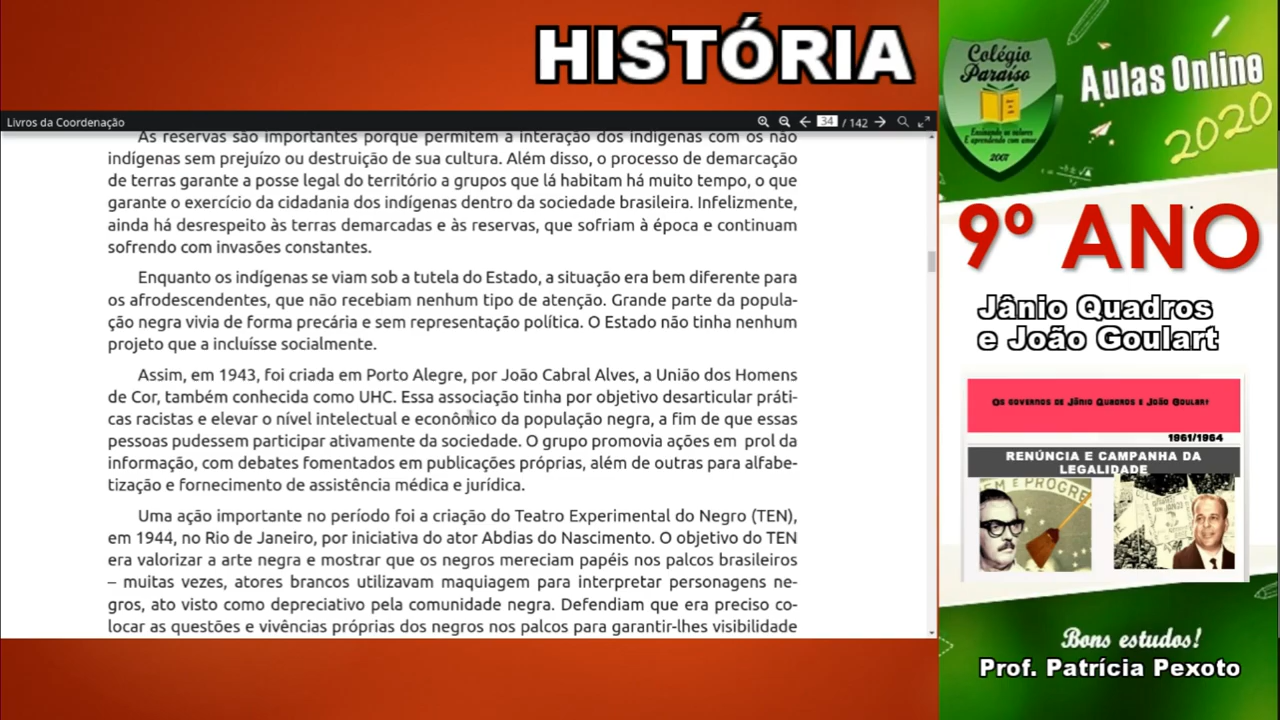 HISTÓRIA
Livros da Coordenação
34 / 142
As reservas são importantes porque permitem a interação dos indígenas com os não
indígenas sem prejuízo ou destruição de sua cultura. Além disso, o processo de demarcação
de terras garante a posse legal do território a grupos que lá habitam há muito tempo, o que
garante o exercício da cidadania dos indígenas dentro da sociedade brasileira. Infelizmente,
ainda há desrespeito às terras demarcadas e às reservas, que sofriam à época e continuam
sofrendo com invasões constantes.
Enquanto os indígenas se viam sob a tutela do Estado, a situação era bem diferente para
os afrodescendentes, que não recebiam nenhum tipo de atenção. Grande parte da popula-
ção negra vivia de forma precária e sem representação política. O Estado não tinha nenhum
projeto que a incluísse socialmente.
Assim, em 1943, foi criada em Porto Alegre, por João Cabral Alves, a União dos Homens
de Cor, também conhecida como UHC. Essa associação tinha por objetivo desarticular práti-
cas racistas e elevar o nível intelectual e econômico da população negra, a fim de que essas
pessoas pudessem participar ativamente da sociedade. O grupo promovia ações em prol da
informação, com debates fomentados em publicações próprias, além de outras para alfabe-
tização e fornecimento de assistência médica e jurídica.
Uma ação importante no período foi a criação do Teatro Experimental do Negro (TEN),
em 1944, no Rio de Janeiro, por iniciativa do ator Abdias do Nascimento. O objetivo do TEN
era valorizar a arte negra e mostrar que os negros mereciam papéis nos palcos brasileiros
– muitas vezes, atores brancos utilizavam maquiagem para interpretar personagens ne-
gros, ato visto como depreciativo pela comunidade negra. Defendiam que era preciso co-
locar as questões e vivências próprias dos negros nos palcos para garantir-lhes visibilidade
Colégio
Paraíso
Ensinando os valores
E aprendendo com amor
2007
Aulas Online
2020
9º ANO
Jânio Quadros
e João Goulart
Os governos de Jânio Quadros e João Goulart
1961/1964
RENÚNCIA E CAMPANHA DA
LEGALIDADE
EM E PROGRE
Bons estudos!
Prof. Patrícia Pexoto